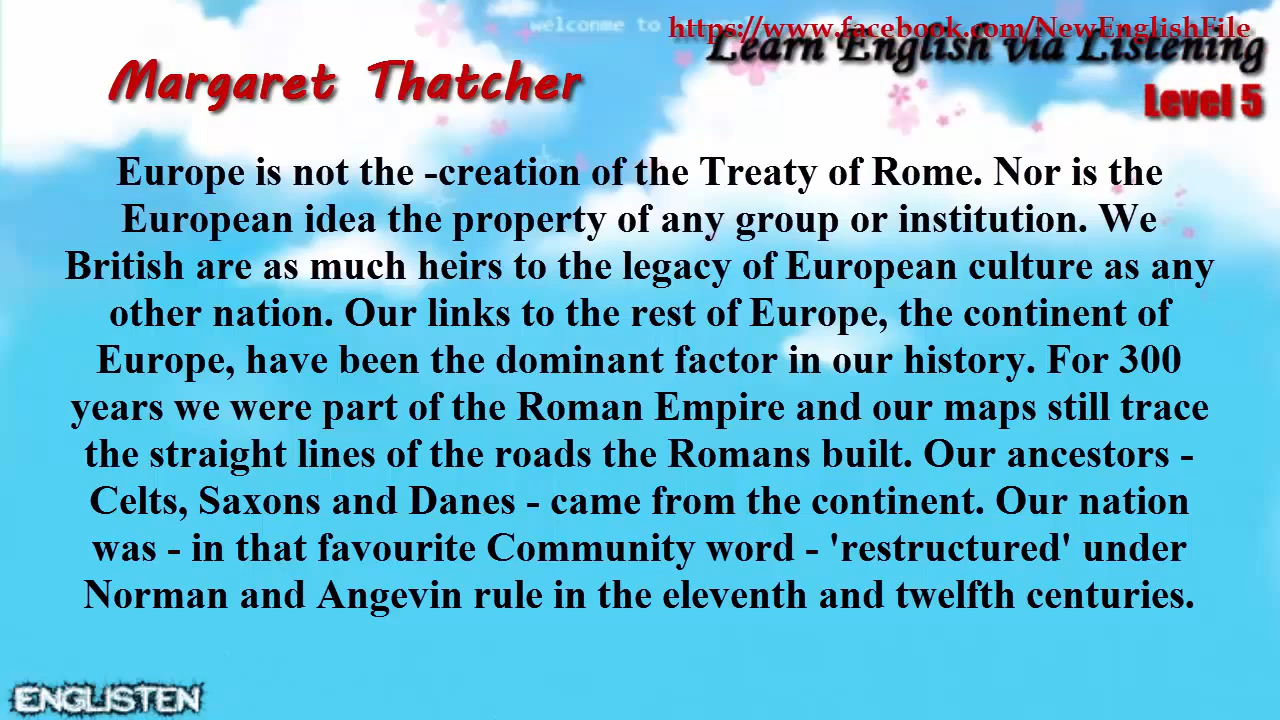 welconme to
https://www.facebook.com/NewEnglishFile
Learn English via Listening
Margaret Thatcher
Level 5
Europe is not the -creation of the Treaty of Rome. Nor is the
European idea the property of any group or institution. We
British are as much heirs to the legacy of European culture as any
other nation. Our links to the rest of Europe, the continent of
Europe, have been the dominant factor in our history. For 300
years we were part of the Roman Empire and our maps still trace
the straight lines of the roads the Romans built. Our ancestors -
Celts, Saxons and Danes - came from the continent. Our nation
was - in that favourite Community word - 'restructured' under
Norman and Angevin rule in the eleventh and twelfth centuries.
ENGLISTEN